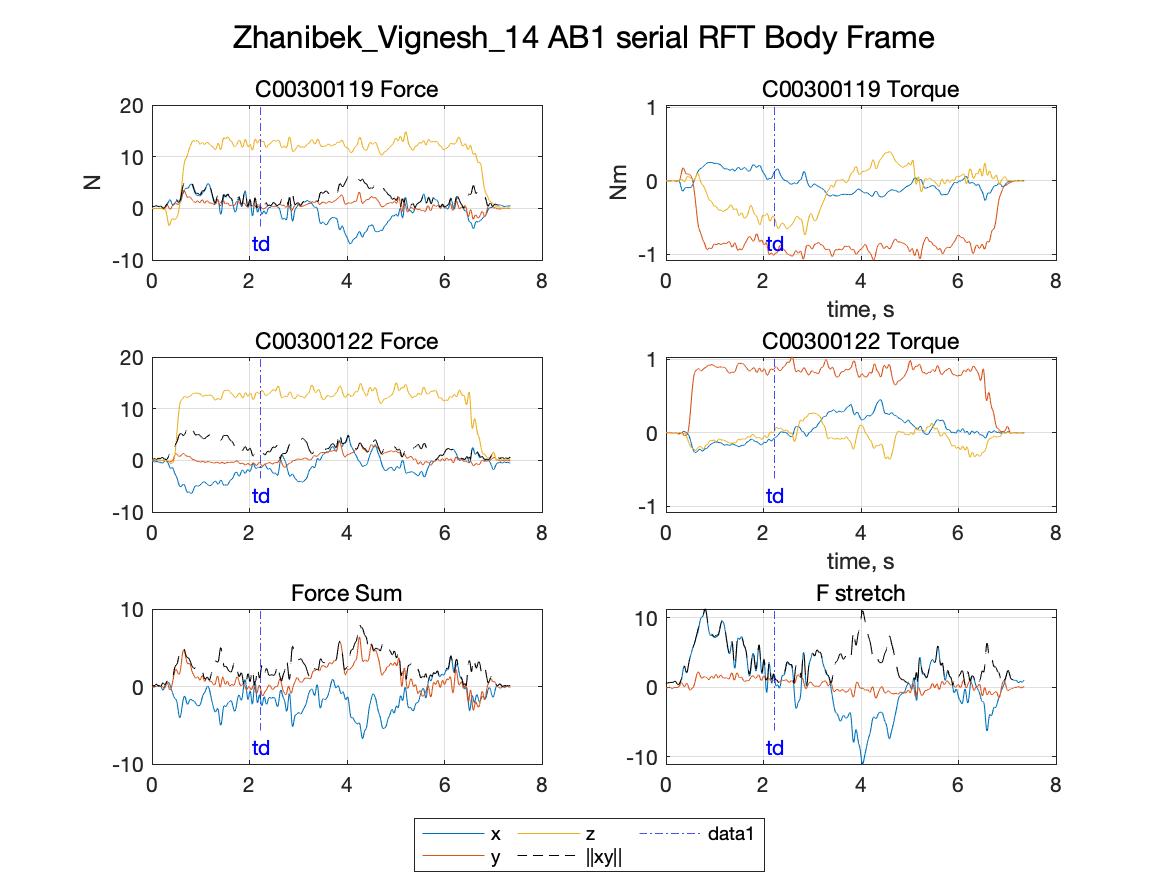 Zhanibek_Vignesh_14 AB1 serial RFT Body Frame
C00300119 Force
20
10
0
-10
N
td
0 2 4 6 8
C00300119 Torque
1
0
-1
Nm
td
0 2 4 6 8
time, s
C00300122 Force
20
10
0
-10
td
0 2 4 6 8
C00300122 Torque
1
0
-1
td
0 2 4 6 8
time, s
Force Sum
10
0
-10
td
0 2 4 6 8
F stretch
10
0
-10
td
0 2 4 6 8
x z data1
y ||xy||